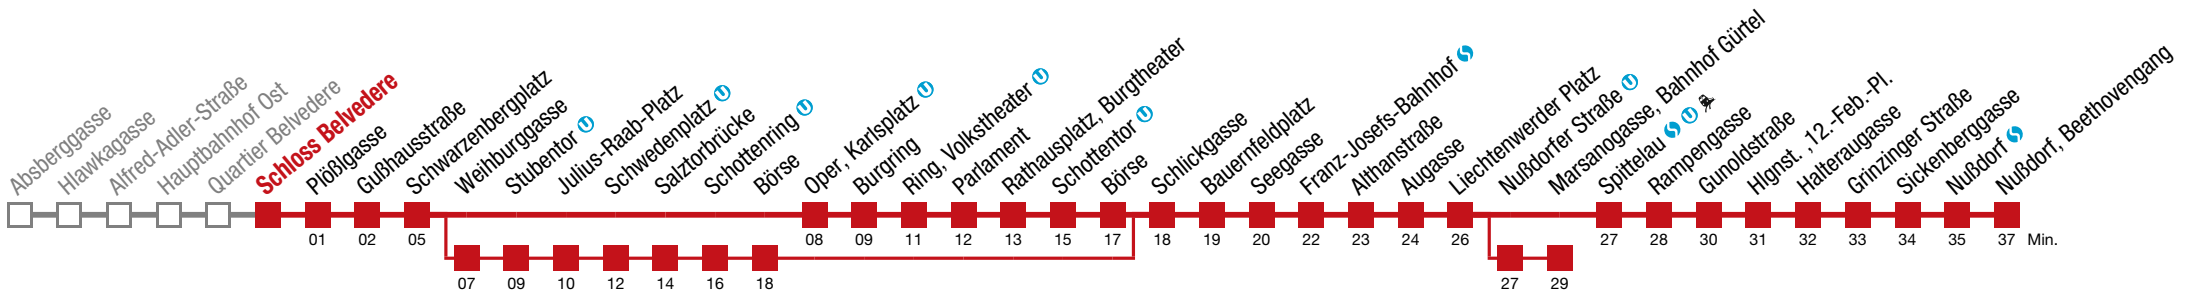 Absberggasse
Hlawkagasse
Alfred-Adler-Straße
Hauptbahnhof Ost
Quartier Belvedere
Schloss Belvedere
Plößlgasse
Gußhausstraße
Schwarzenbergplatz
Weihburggasse
Stubentor U
Julius-Raab-Platz
Schwedenplatz U
Salztorbrücke
Schottenring U
Börse
Oper, Karlsplatz U
Burgring
Ring, Volkstheater U
Parlament
Rathausplatz, Burgtheater
Schottentor U
Börse
Schlickgasse
Bauernfeldplatz
Seegasse
Franz-Josefs-Bahnhof S
Althanstraße
Augasse
Liechtenwerder Platz
Nußdorfer Straße U
Marsanogasse, Bahnhof Gürtel
Spittelau S U
Rampengasse
Gunoldstraße
Hlgnst. ,12.-Feb.-Pl.
Halteraugasse
Grinzinger Straße
Sickenberggasse
Nußdorf S
Nußdorf, Beethovengang
01 02 05 08 09 11 12 13 15 17 18 19 20 22 23 24 26 27 28 30 31 32 33 34 35 37 Min.
07 09 10 12 14 16 18 27 29